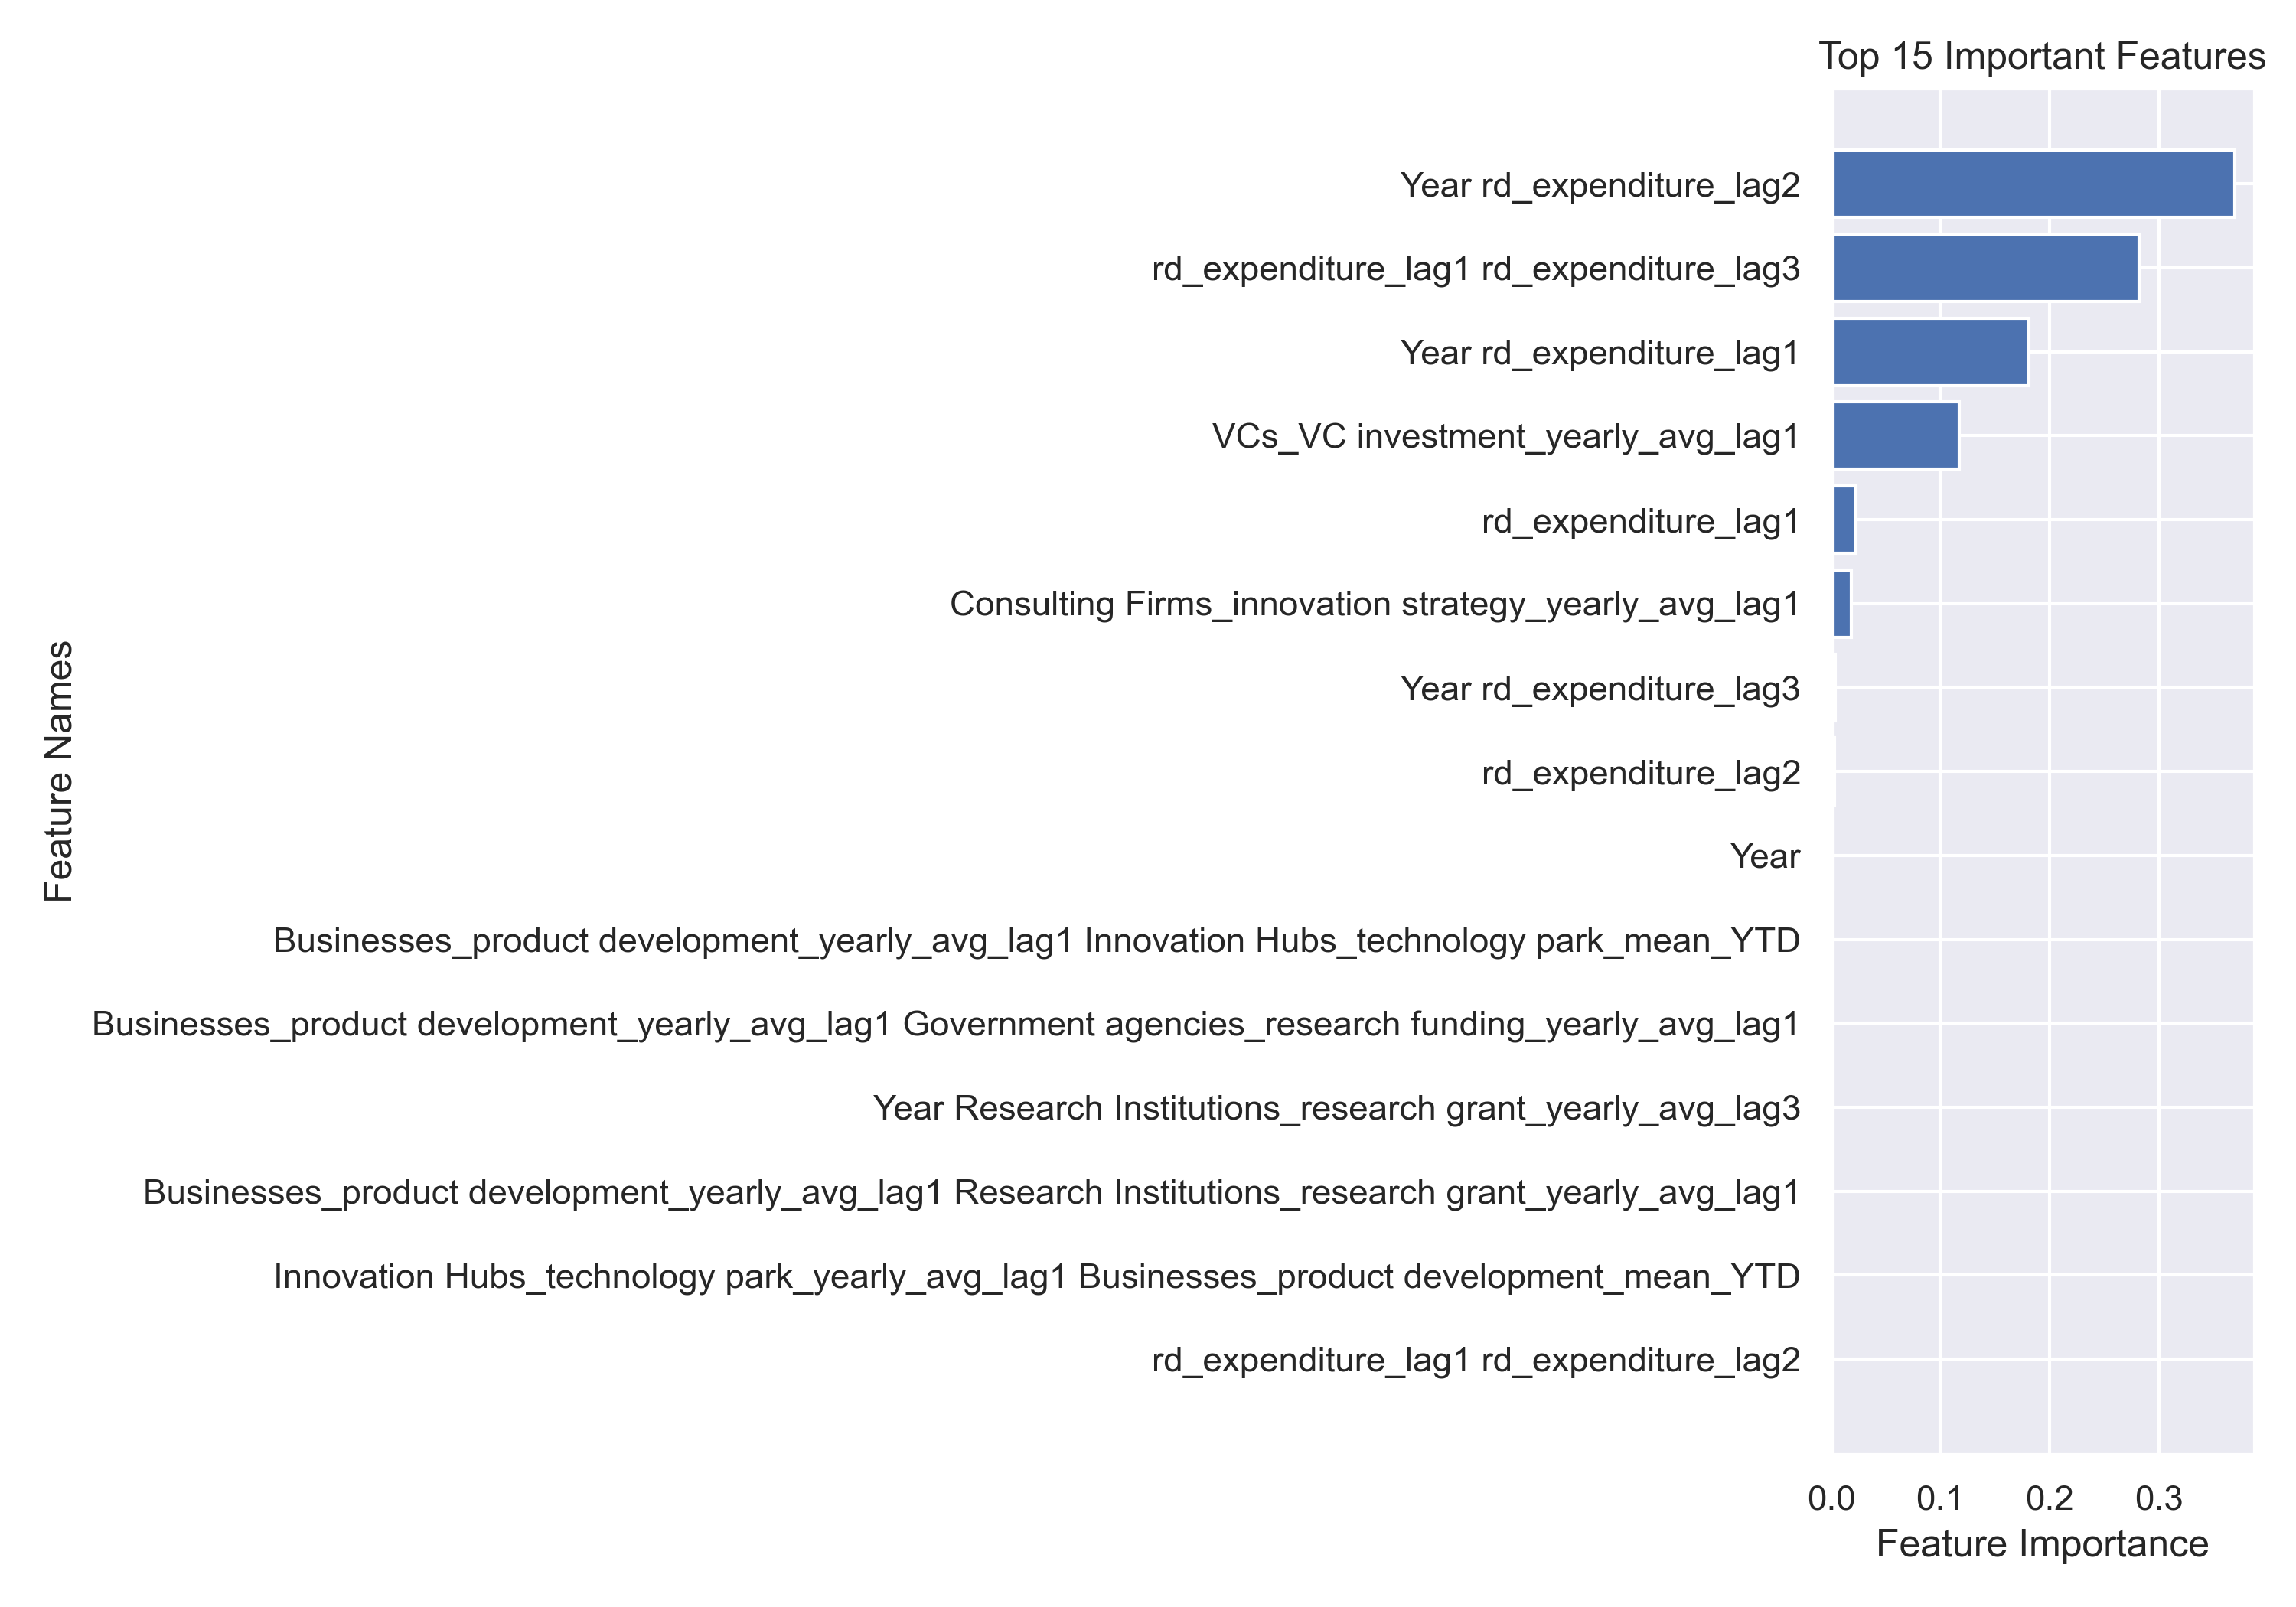 Top 15 Important Features
Feature Names
Year rd_expenditure_lag2
rd_expenditure_lag1 rd_expenditure_lag3
Year rd_expenditure_lag1
VCs_VC investment_yearly_avg_lag1
rd_expenditure_lag1
Consulting Firms_innovation strategy_yearly_avg_lag1
Year rd_expenditure_lag3
rd_expenditure_lag2
Year
Businesses_product development_yearly_avg_lag1 Innovation Hubs_technology park_mean_YTD
Businesses_product development_yearly_avg_lag1 Government agencies_research funding_yearly_avg_lag1
Year Research Institutions_research grant_yearly_avg_lag3
Businesses_product development_yearly_avg_lag1 Research Institutions_research grant_yearly_avg_lag1
Innovation Hubs_technology park_yearly_avg_lag1 Businesses_product development_mean_YTD
rd_expenditure_lag1 rd_expenditure_lag2
0.0 0.1 0.2 0.3
Feature Importance